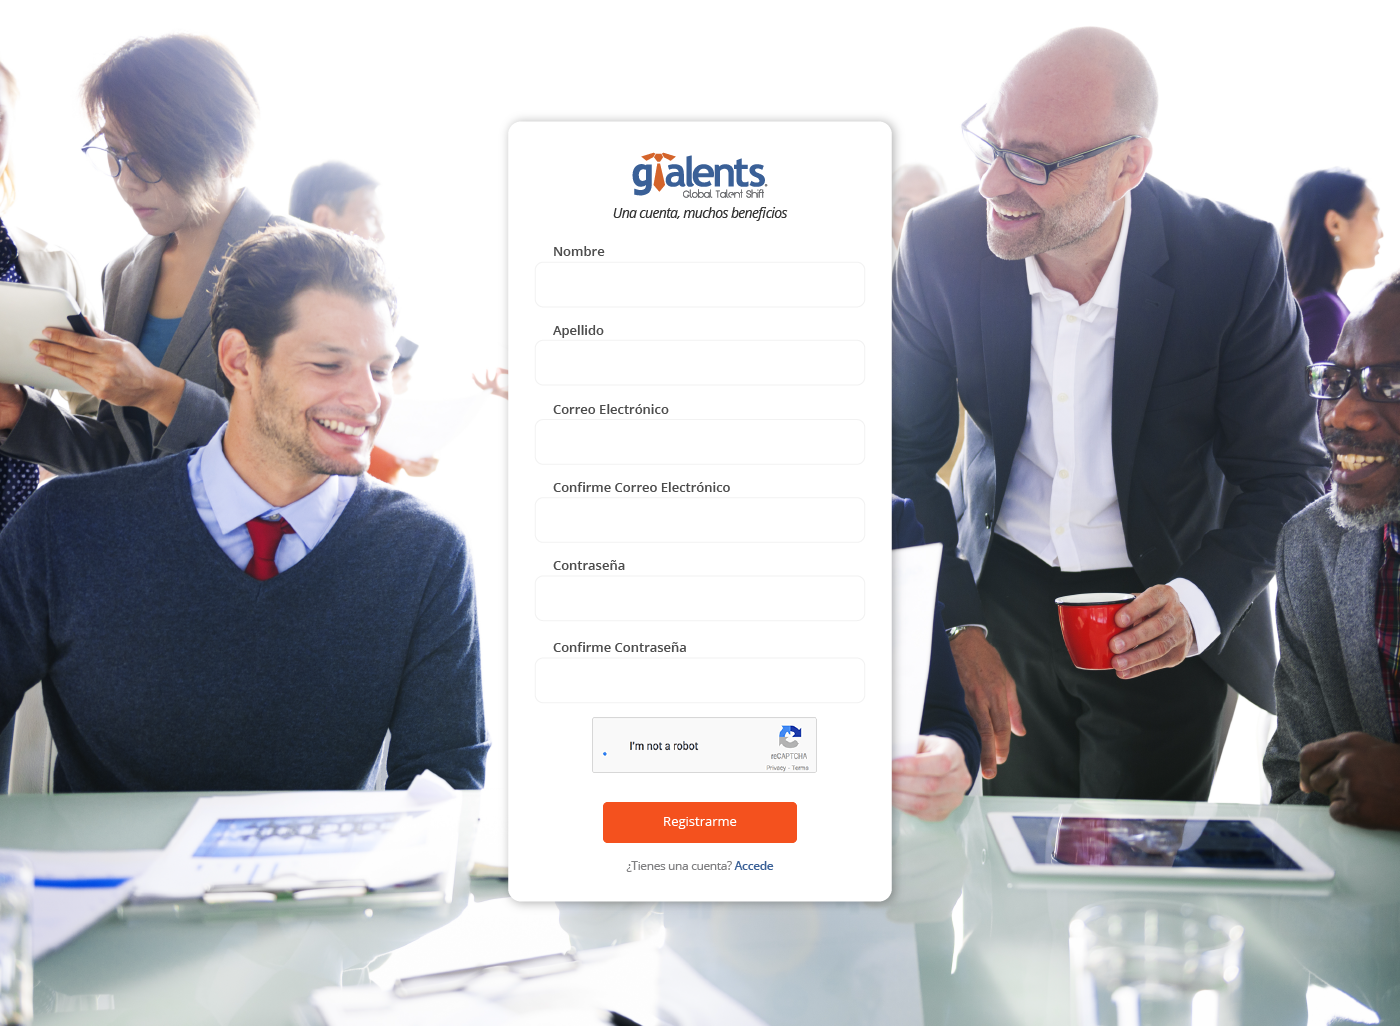 gtalents
Global Talent Shift
Una cuenta, muchos beneficios
Nombre
Apellido
Correo Electrónico
Confirme Correo Electrónico
Contraseña
Confirme Contraseña
I'm not a robot
reCAPTCHA
Privacy - Terms
Registrarme
¿Tienes una cuenta? Accede